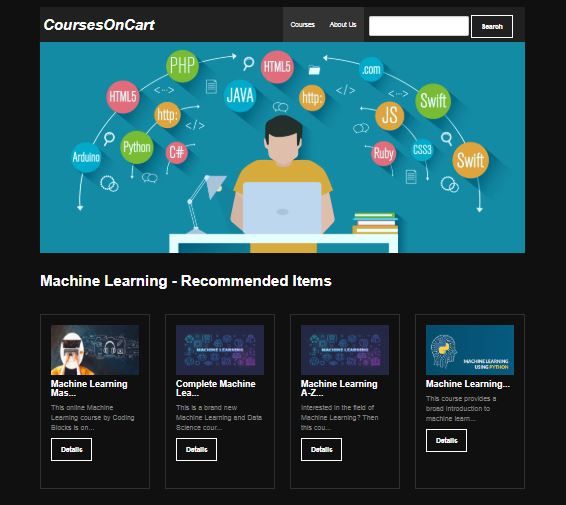 CoursesOnCart
Courses About Us Search
PHP
HTML5
.com
HTML5
JAVA
http:
Swift
http:
JS
Arduino
Python
C#
Ruby
CSS3
Swift
Machine Learning - Recommended Items
MACHINE LEARNING
MACHINE LEARNING
MACHINE LEARNING
USING PYTHON
Machine Learning
Mas...
This online Machine
Learning course by Coding
Blocks is on...
Details
Complete Machine
Lea...
This is a brand new
Machine Learning and Data
Science cour...
Details
Machine Learning
A-Z...
Interested in the field of
Machine Learning? Then
this cou...
Details
Machine Learning...
This course provides a
broad introduction to
machine learn...
Details